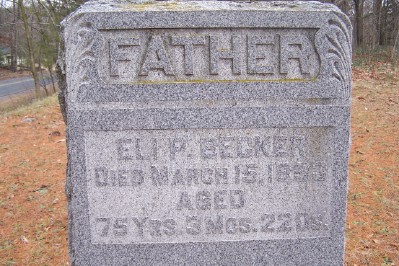 FATHER
ELI P. BECKER
DIED MARCH 15,
AGED
75 YRS. 3 MOS. 22 DS.